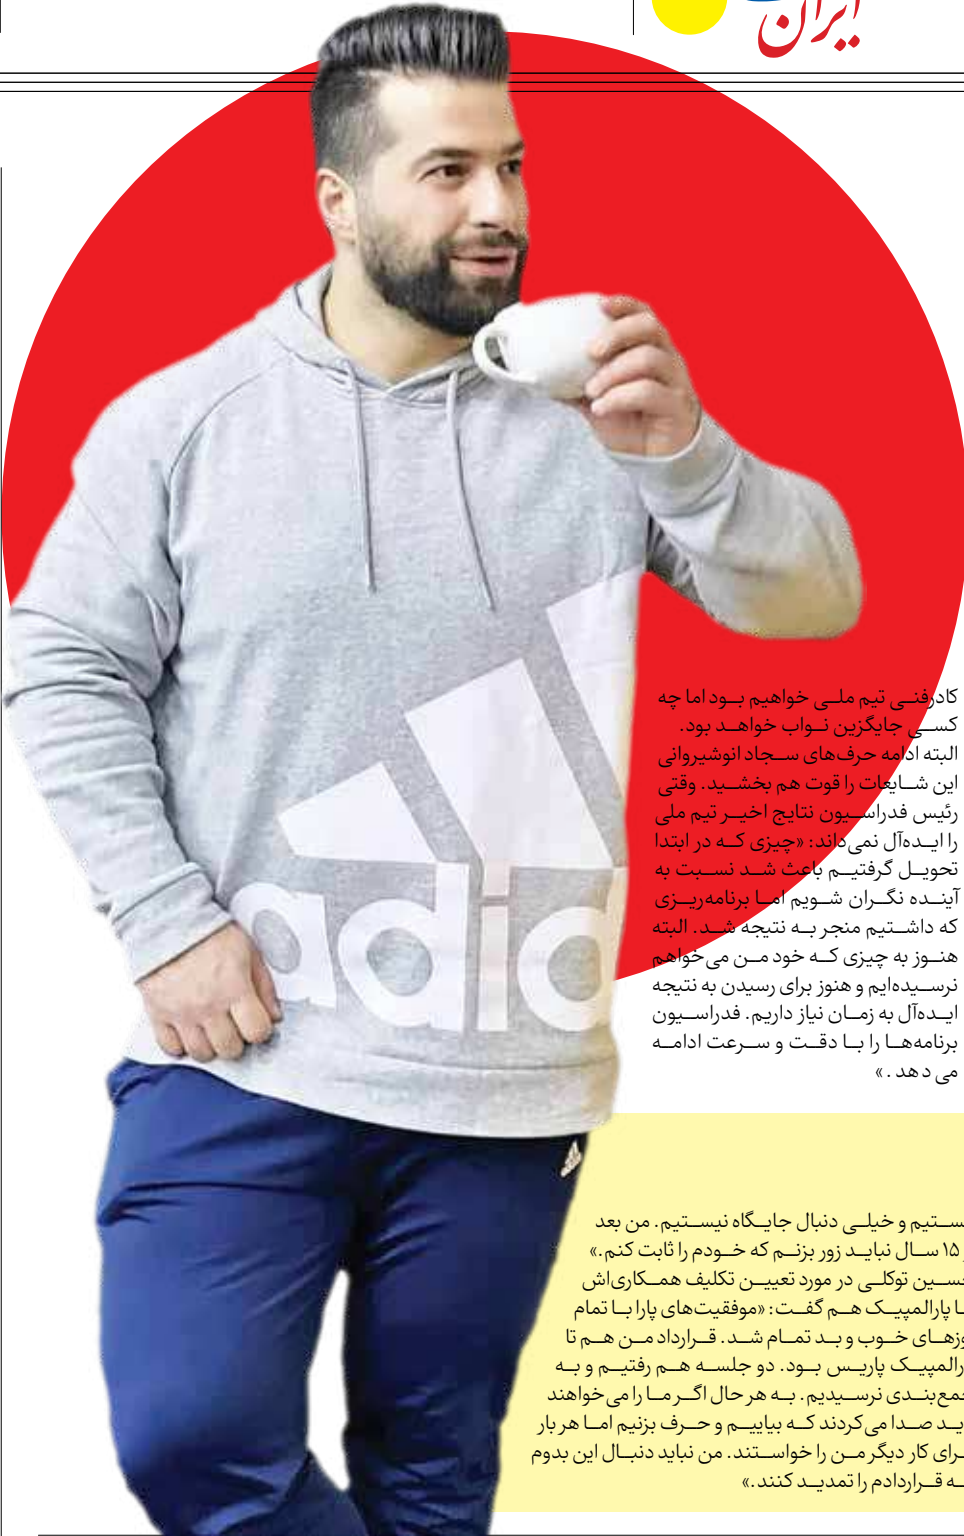 ایران
adid
کادرفنی تیم ملی خواهیم بود اما چه
کسی جایگزین نواب خواهد بود.
البته ادامه حرف‌های سجاد انوشیروانی
این شایعات را قوت هم بخشید. وقتی
رئیس فدراسیون نتایج اخیر تیم ملی
را ایده‌آل نمی‌داند: «چیزی که در ابتدا
تحویل گرفتیم باعث شد نسبت به
آینده نگران شویم اما برنامه‌ریزی
که داشتیم منجر به نتیجه شد. البته
هنوز به چیزی که خود من می‌خواهم
نرسیده‌ایم و هنوز برای رسیدن به نتیجه
ایده‌آل به زمان نیاز داریم. فدراسیون
برنامه‌ها را با دقت و سرعت ادامه
می دهد.»
و خیلی دنبال جایگاه نیستیم. من بعد
۱۵ سال نباید زور بزنم که خودم را ثابت کنم.»
توکلی در مورد تعیین تکلیف همکاری‌اش
پارالمپیک هم گفت: «موفقیت‌های پارا با تمام
خوب و بد تمام شد. قرارداد من هم تا
پاریس بود. دو جلسه هم رفتیم و به
نرسیدیم. به هر حال اگر ما را می‌خواهند
صدا می‌کردند که بیاییم و حرف بزنیم اما هر بار
کار دیگر من را خواستند. من نباید دنبال این بدوم
قراردادم را تمدید کنند.»